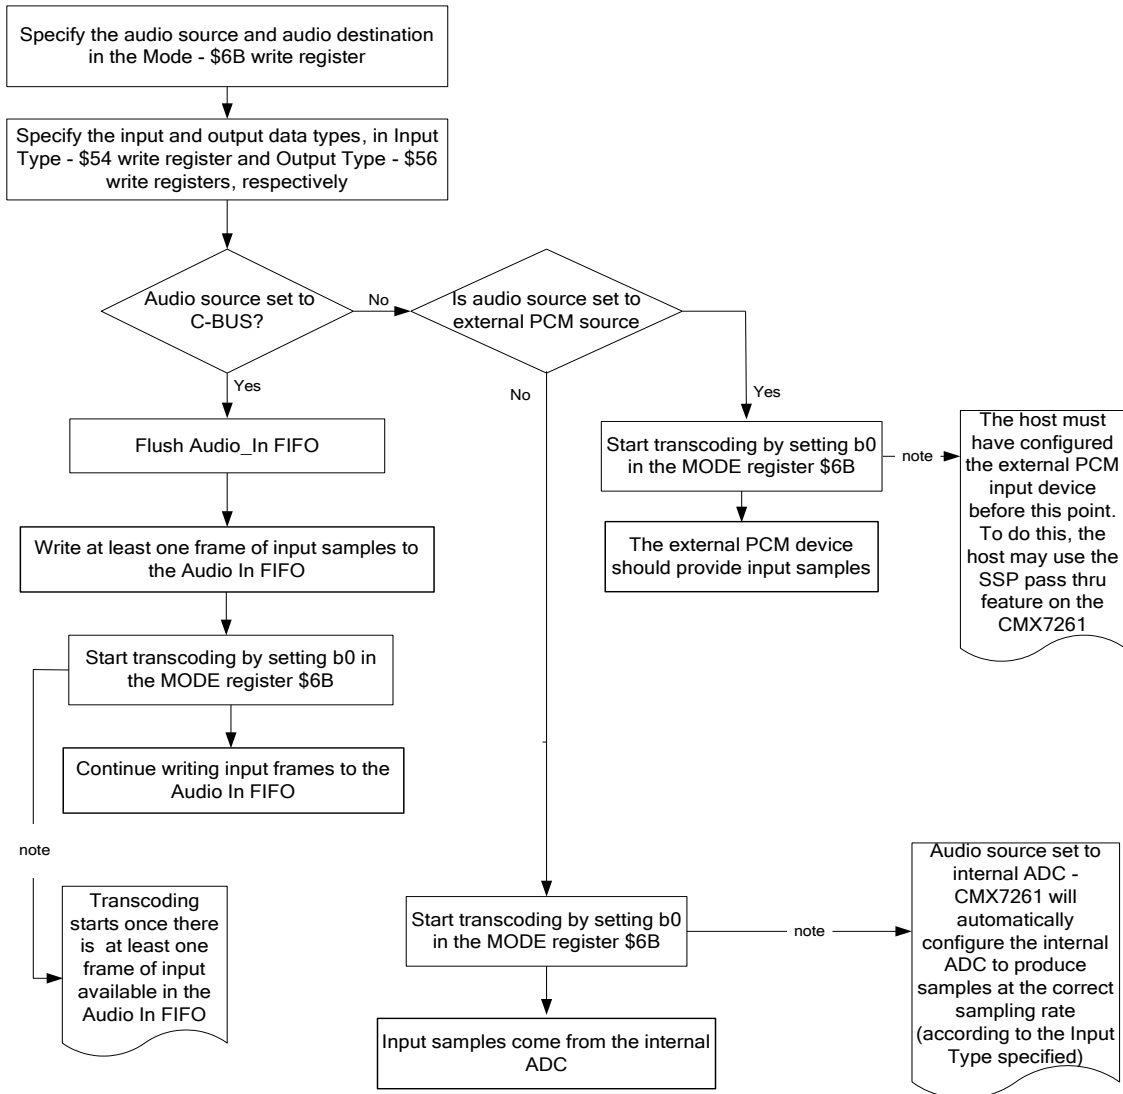 Specify the audio source and audio destination
in the Mode - $6B write register
Specify the input and output data types, in Input
Type - $54 write register and Output Type - $56
write registers, respectively
Audio source set to
C-BUS?
No
Is audio source set to
external PCM source
Yes
No
Yes
Flush Audio_In FIFO
Start transcoding by setting b0
in the MODE register $6B
note
The host must
have configured
the external PCM
input device
before this point.
To do this, the
host may use the
SSP pass thru
feature on the
CMX7261
Write at least one frame of input samples to
the Audio In FIFO
The external PCM device
should provide input samples
Start transcoding by setting b0 in
the MODE register $6B
Continue writing input frames to the
Audio In FIFO
note
Transcoding
starts once there
is at least one
frame of input
available in the
Audio In FIFO
Start transcoding by setting b0
in the MODE register $6B
note
Audio source set to
internal ADC -
CMX7261 will
automatically
configure the internal
ADC to produce
samples at the correct
sampling rate
(according to the Input
Type specified)
Input samples come from the internal
ADC